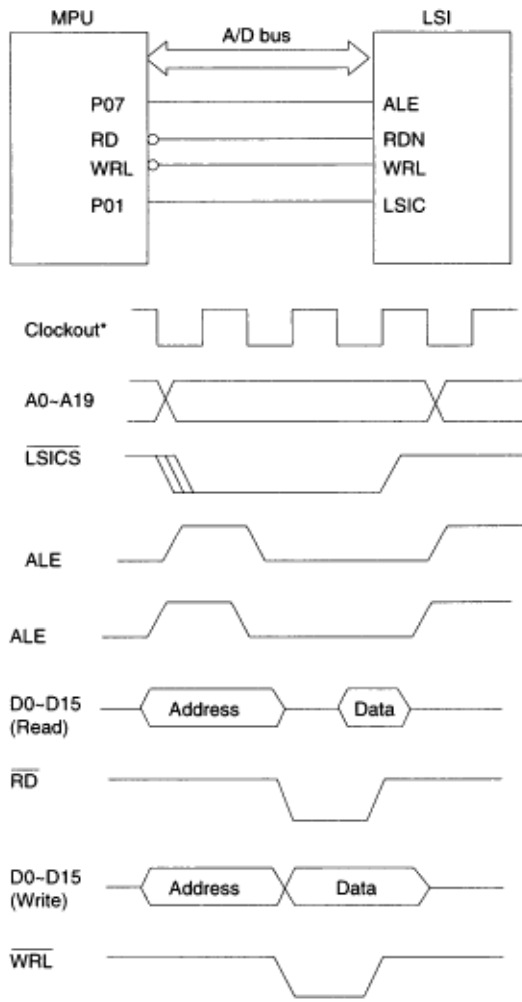 MPU
LSI
A/D bus
P07
ALE
RD
RDN
WRL
WRL
P01
LSIC
Clockout*
A0~A19
LSICS
ALE
ALE
D0~D15
(Read)
Address
Data
RD
D0~D15
(Write)
Address
Data
WRL